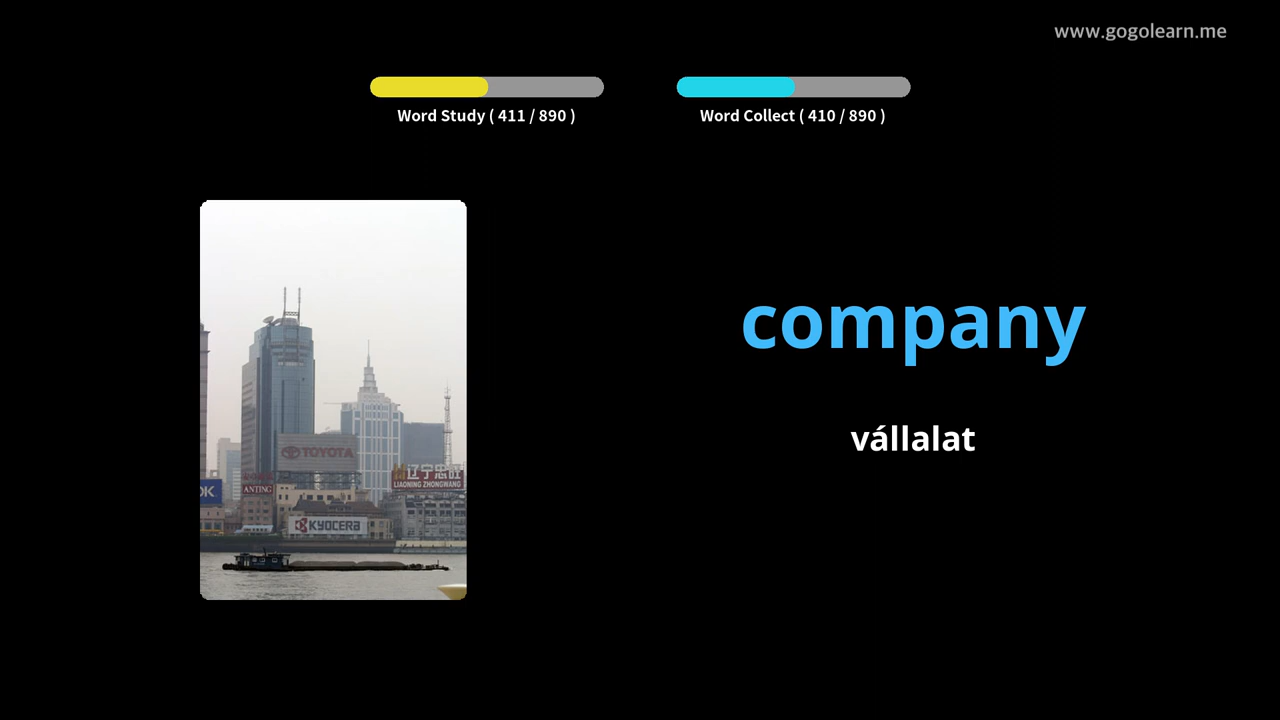 www.gogolearn.me
Word Study ( 411 / 890 )
Word Collect ( 410 / 890 )
company
vállalat
TOYOTA
辽宁忠旺
LIAONING ZHONGWANG
OK
ANTING
KYOCERA